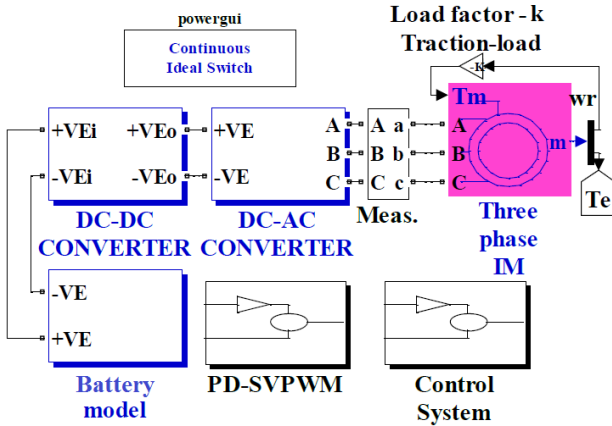 powergui
Continuous
Ideal Switch
Load factor -k
Traction-load
-K
Tm
wr
+VEi +VEo
-VEi -VEo
+VE A
B
-VE C
A a
B b
C c
A
B
C
m
Te
DC-DC
CONVERTER
DC-AC
CONVERTER
Meas.
Three
phase
IM
-VE
+VE
Battery
model
PD-SVPWM
Control
System